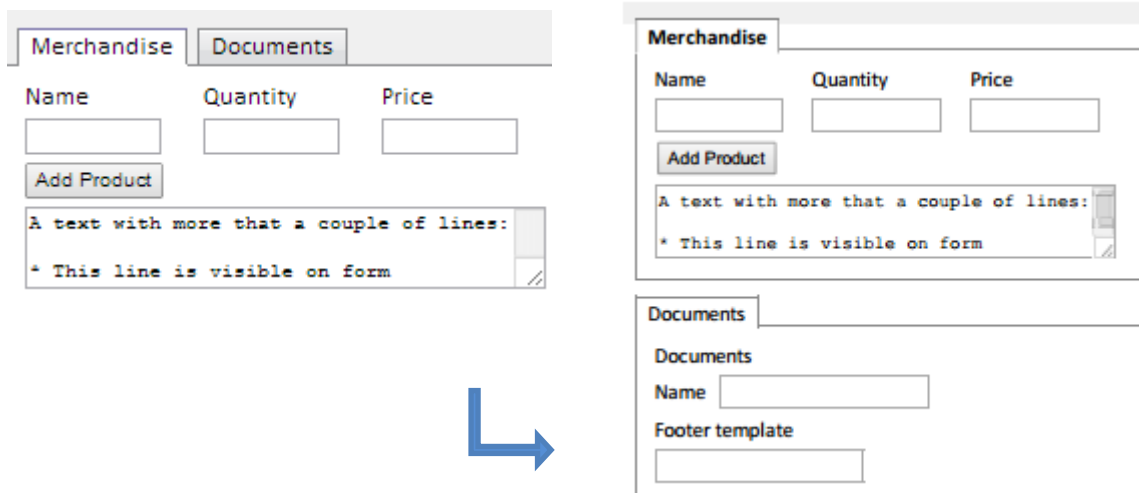 Merchandise Documents
Name Quantity Price
Add Product
A text with more that a couple of lines:
* This line is visible on form
Merchandise
Name Quantity Price
Add Product
A text with more that a couple of lines:
* This line is visible on form
Documents
Documents
Name
Footer template